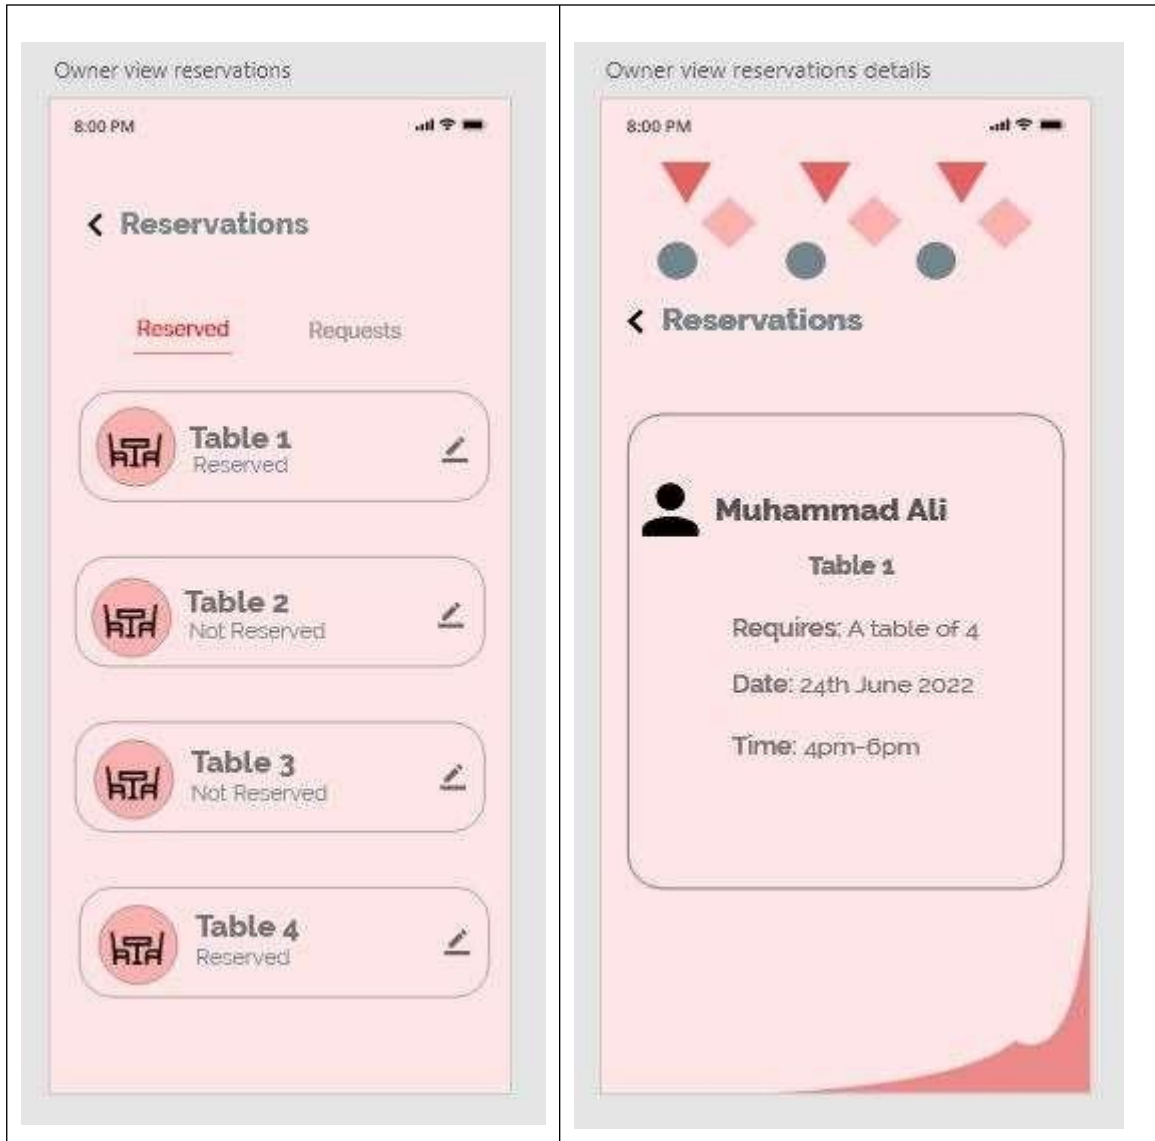 Owner view reservations
8:00 PM
Reservations
Reserved Requests
Table 1
Reserved
Table 2
Not Reserved
Table 3
Not Reserved
Table 4
Reserved
Owner view reservations details
8:00 PM
Reservations
Muhammad Ali
Table 1
Requires: A table of 4
Date: 24th June 2022
Time: 4pm-6pm